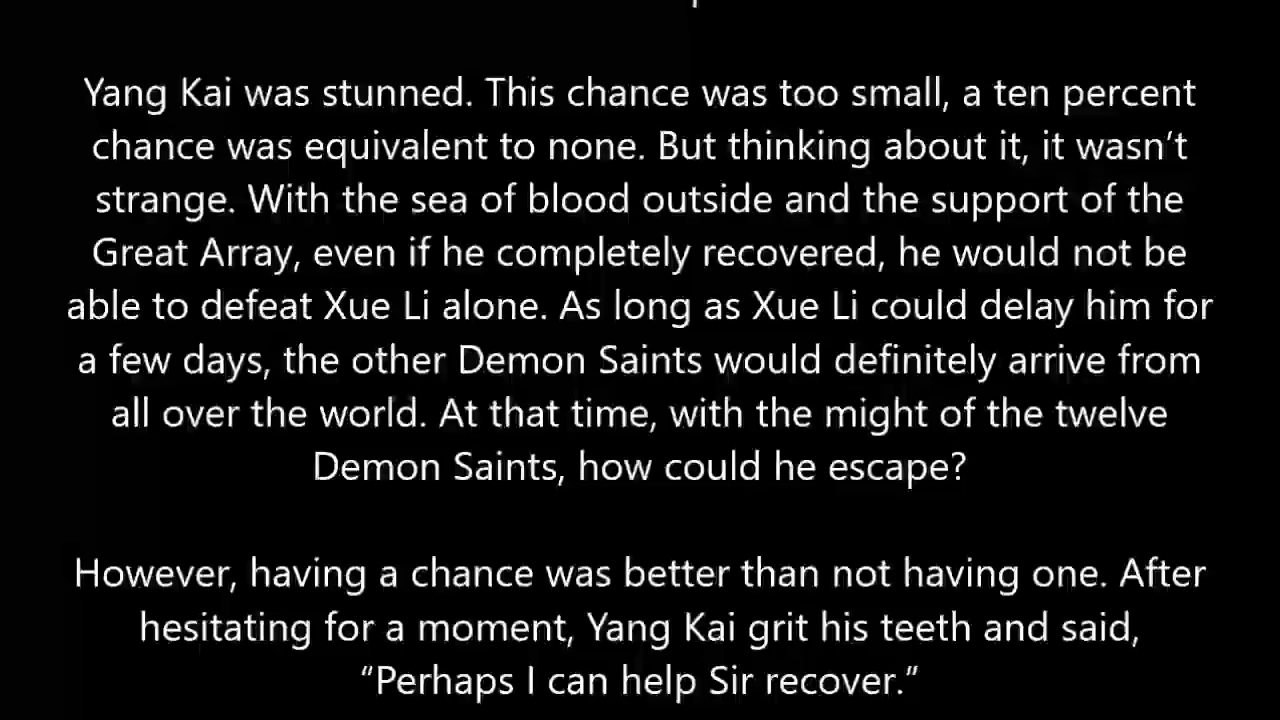 Yang Kai was stunned. This chance was too small, a ten percent
chance was equivalent to none. But thinking about it, it wasn’t
strange. With the sea of blood outside and the support of the
Great Array, even if he completely recovered, he would not be
able to defeat Xue Li alone. As long as Xue Li could delay him for
a few days, the other Demon Saints would definitely arrive from
all over the world. At that time, with the might of the twelve
Demon Saints, how could he escape?
However, having a chance was better than not having one. After
hesitating for a moment, Yang Kai grit his teeth and said,
“Perhaps I can help Sir recover.”